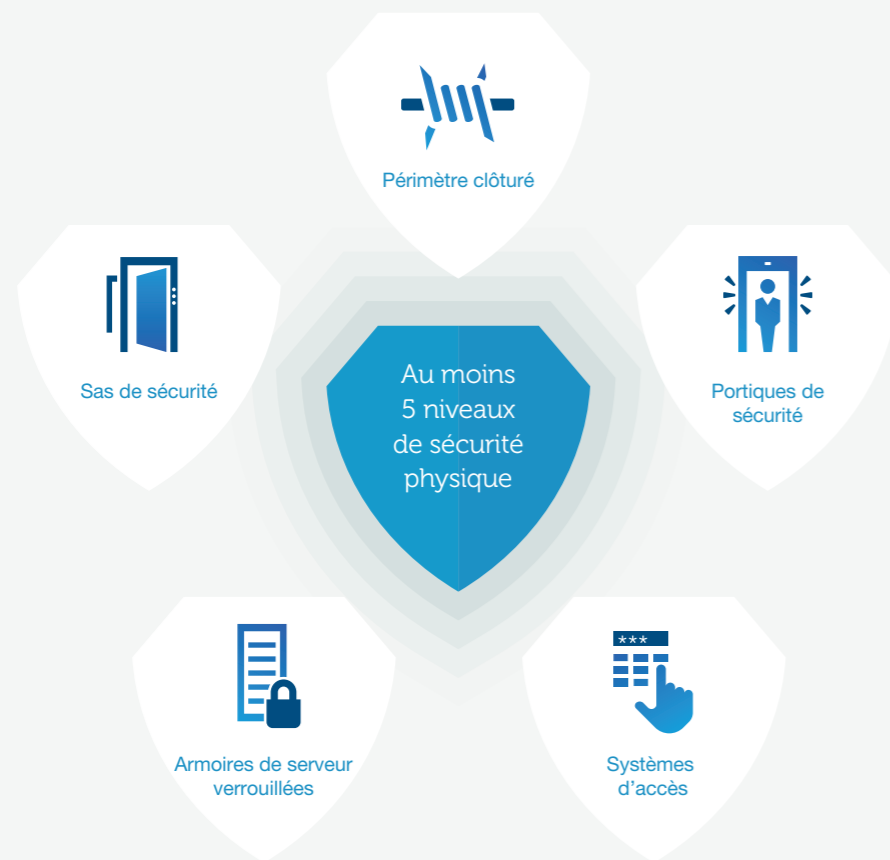 Périmètre clôturé
Sas de sécurité
Portiques de
sécurité
Au moins
5 niveaux
de sécurité
physique
Armoires de serveur
verrouillées
***
Systèmes
d’accès